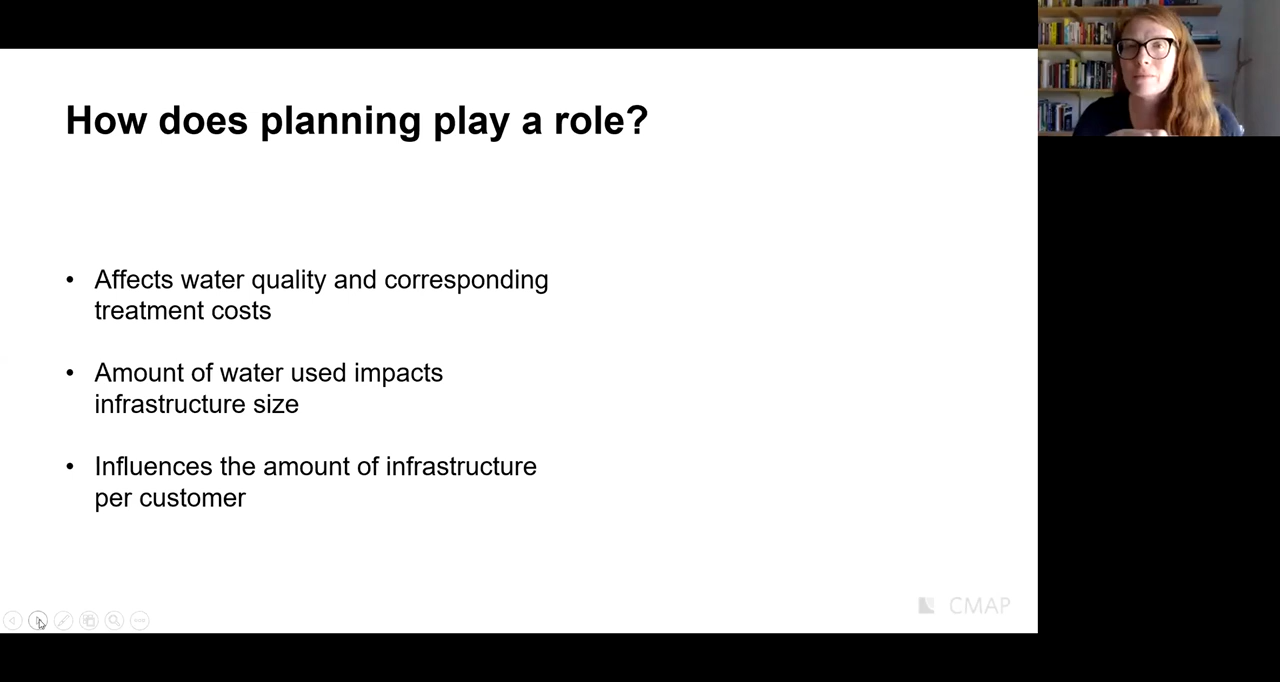 How does planning play a role?
• Affects water quality and corresponding
treatment costs
• Amount of water used impacts
infrastructure size
• Influences the amount of infrastructure
per customer
CMAP